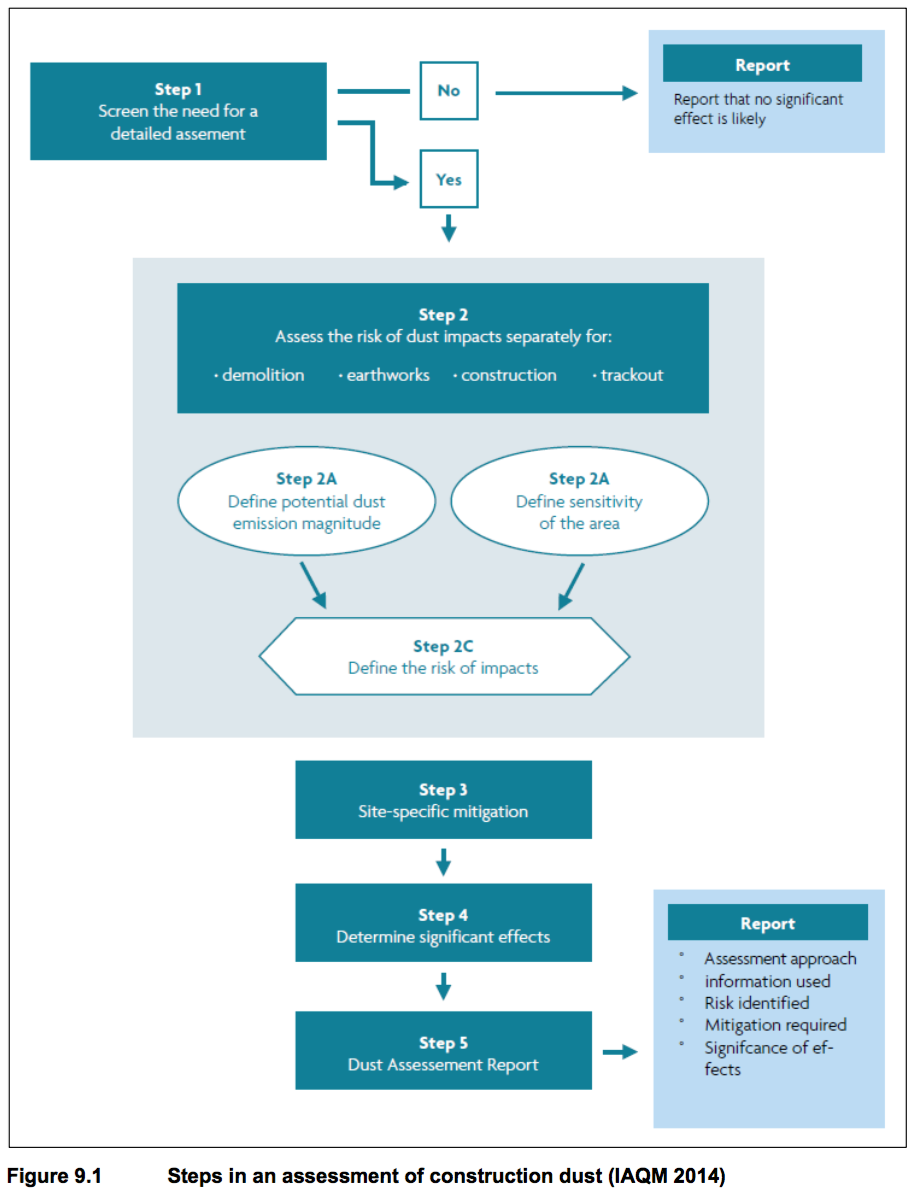 Step 1
Screen the need for a
detailed assement
No
Report
Report that no significant
effect is likely
Yes
Step 2
Assess the risk of dust impacts separately for:
· demolition · earthworks · construction · trackout
Step 2A
Define potential dust
emission magnitude
Step 2A
Define sensitivity
of the area
Step 2C
Define the risk of impacts
Step 3
Site-specific mitigation
Step 4
Determine significant effects
Step 5
Dust Assessement Report
Report
° Assessment approach
° information used
° Risk identified
° Mitigation required
° Signifcance of ef-
fects
Figure 9.1 Steps in an assessment of construction dust (IAQM 2014)